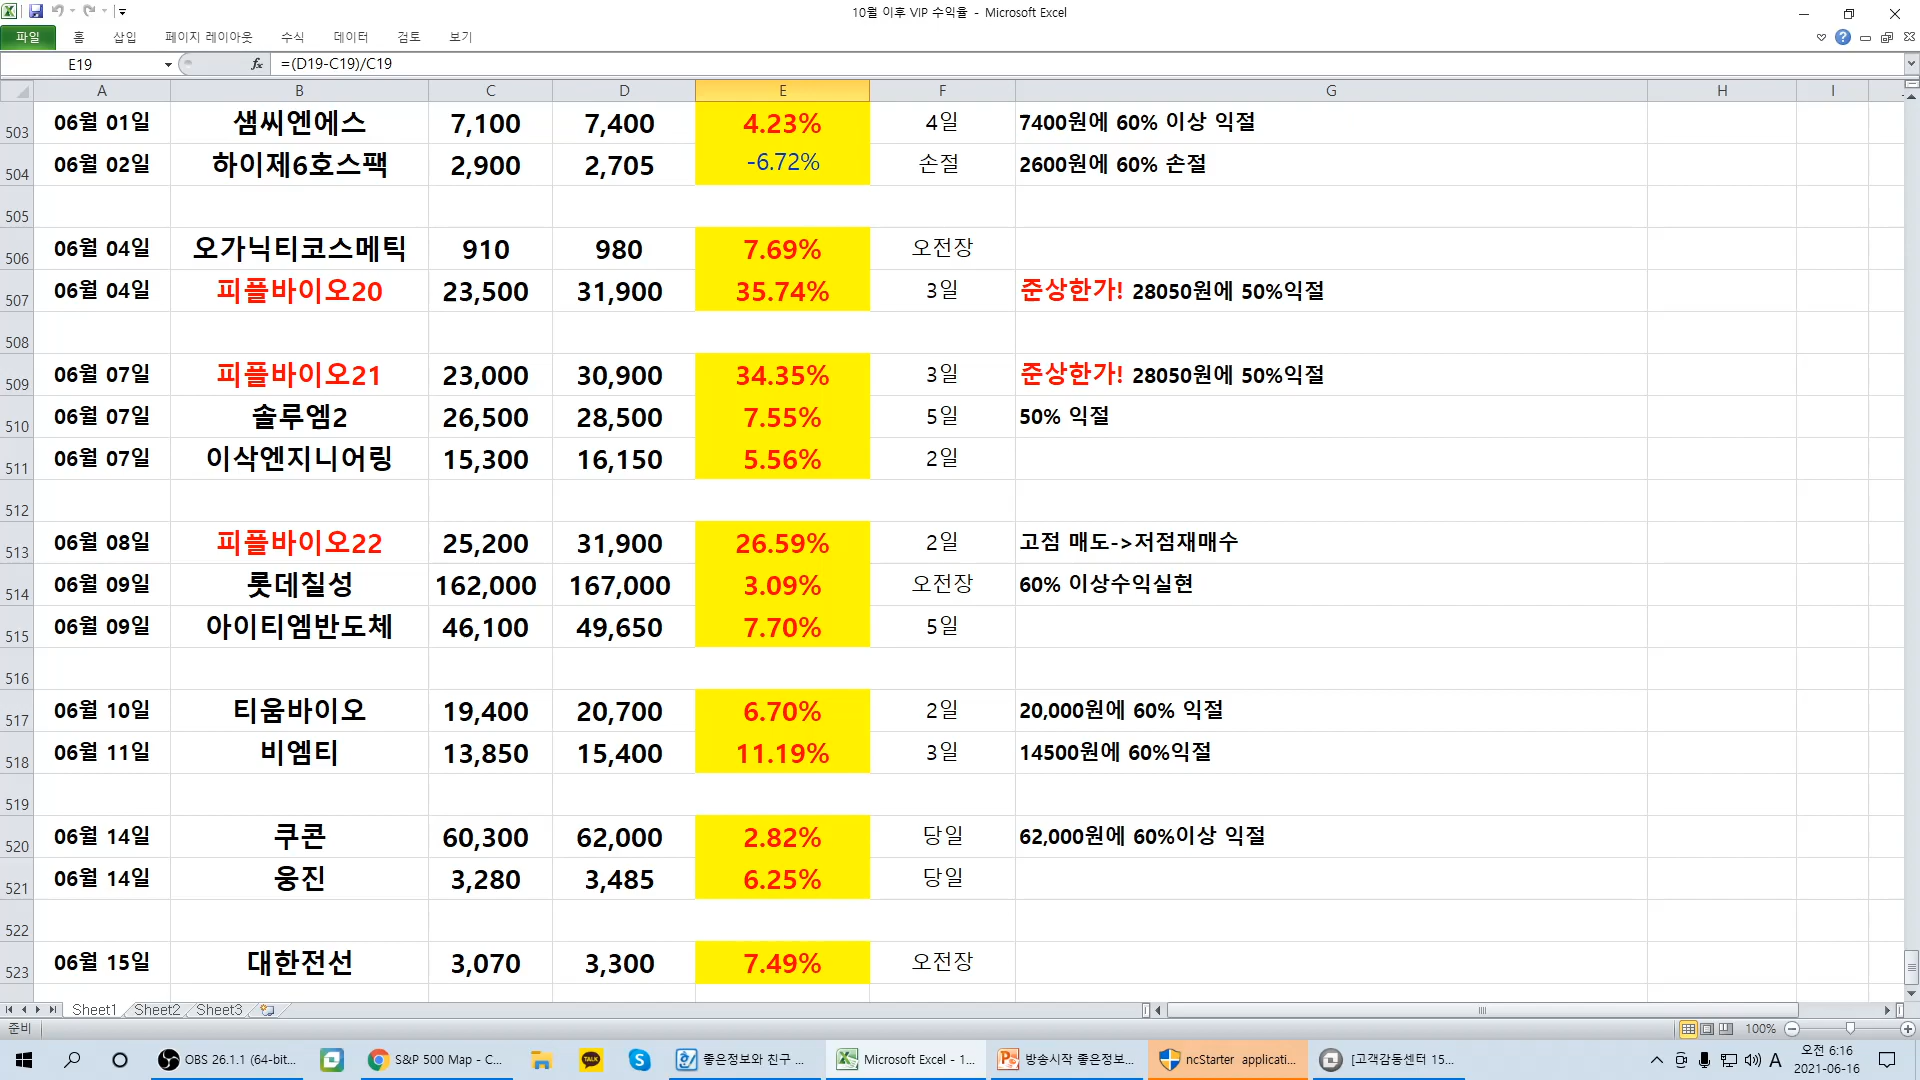 10월 이후 VIP 수익율 - Microsoft Excel
파일 홈 삽입 페이지 레이아웃 수식 데이터 검토 보기
E19 fx =(D19-C19)/C19
A B C D E F G H I
503 06월 01일 샘씨엔에스 7,100 7,400 4.23% 4일 7400원에 60% 이상 익절
504 06월 02일 하이제6호스팩 2,900 2,705 -6.72% 손절 2600원에 60% 손절
505
506 06월 04일 오가닉티코스메틱 910 980 7.69% 오전장
507 06월 04일 피플바이오20 23,500 31,900 35.74% 3일 준상한가! 28050원에 50%익절
508
509 06월 07일 피플바이오21 23,000 30,900 34.35% 3일 준상한가! 28050원에 50%익절
510 06월 07일 솔루엠2 26,500 28,500 7.55% 5일 50% 익절
511 06월 07일 이삭엔지니어링 15,300 16,150 5.56% 2일
512
513 06월 08일 피플바이오22 25,200 31,900 26.59% 2일 고점 매도->저점재매수
514 06월 09일 롯데칠성 162,000 167,000 3.09% 오전장 60% 이상수익실현
515 06월 09일 아이티엠반도체 46,100 49,650 7.70% 5일
516
517 06월 10일 티움바이오 19,400 20,700 6.70% 2일 20,000원에 60% 익절
518 06월 11일 비엠티 13,850 15,400 11.19% 3일 14500원에 60%익절
519
520 06월 14일 쿠콘 60,300 62,000 2.82% 당일 62,000원에 60%이상 익절
521 06월 14일 웅진 3,280 3,485 6.25% 당일
522
523 06월 15일 대한전선 3,070 3,300 7.49% 오전장
Sheet1 Sheet2 Sheet3
준비 100%
OBS 26.1.1 (64-bit... S&P 500 Map - C... TALK 좋은정보와 친구 ... Microsoft Excel - 1... 방송시작 좋은정보... ncStarter applicati... [고객감동센터 15... A 오전 6:16
2021-06-16